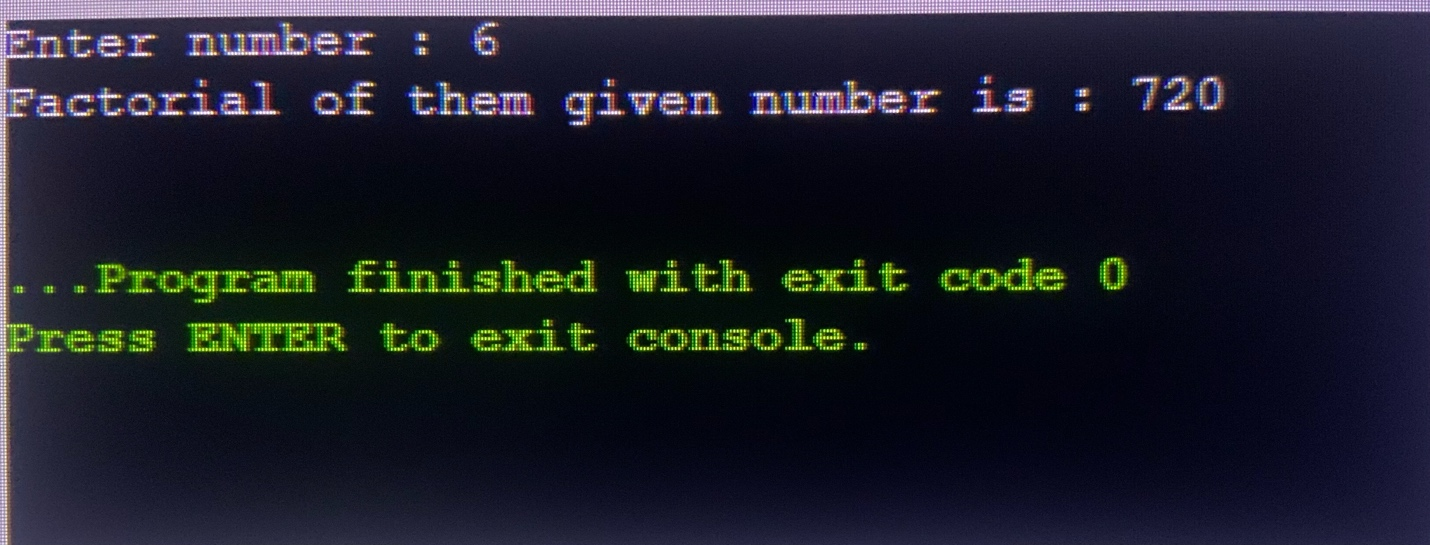 Enter number : 6
Factorial of them given number is : 720
...Program finished with exit code 0
Press ENTER to exit console.